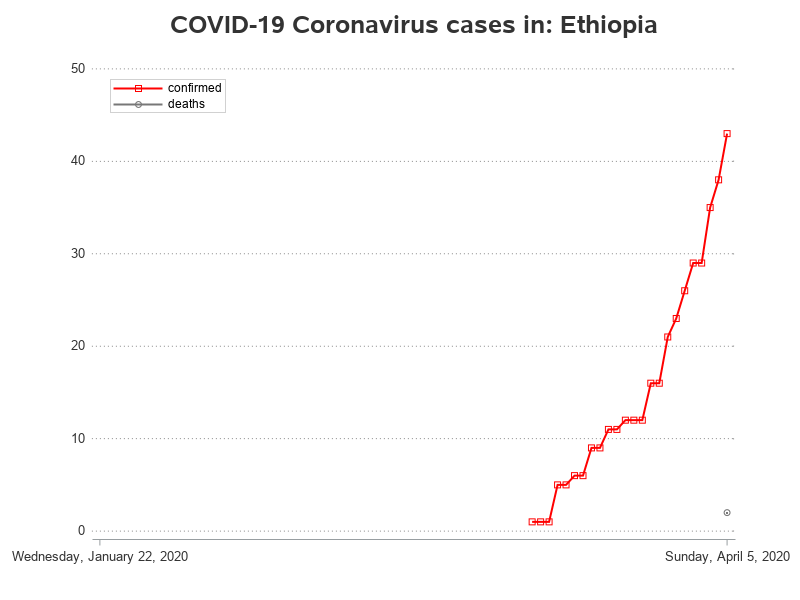 COVID-19 Coronavirus cases in: Ethiopia
50
confirmed
deaths
40
30
20
10
0
Wednesday, January 22, 2020
Sunday, April 5, 2020